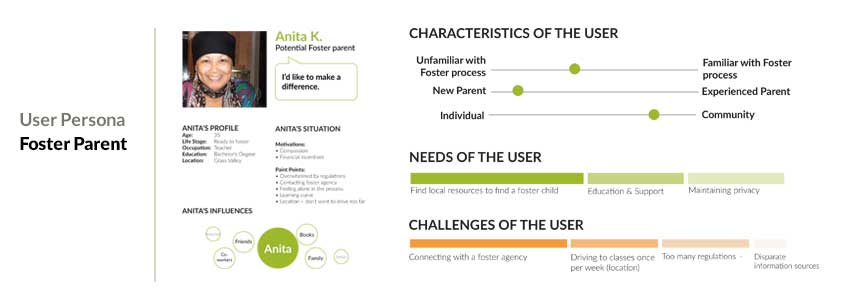 User Persona
Foster Parent
Anita K.
Potential Foster parent
I'd like to make a
difference.
ANITA'S PROFILE
Age: 35
Life Stage: Ready to foster
Occupation: Teacher
Education: Bachelor's Degree
Location: Grass Valley
ANITA'S SITUATION
Motivations:
• Compassion
• Financial incentives
Paint Points:
• Overwhelmed by regulations
• Contacting foster agency
• Feeling alone in the process
• Learning curve
• Location - don't want to drive too far
ANITA'S INFLUENCES
Friends
Co-
workers
Anita
Books
Family
CHARACTERISTICS OF THE USER
Unfamiliar with
Foster process
Familiar with Foster
process
New Parent
Experienced Parent
Individual
Community
NEEDS OF THE USER
Find local resources to find a foster child
Education & Support
Maintaining privacy
CHALLENGES OF THE USER
Connecting with a foster agency
Driving to classes once
per week (location)
Too many regulations -
Disparate
information sources